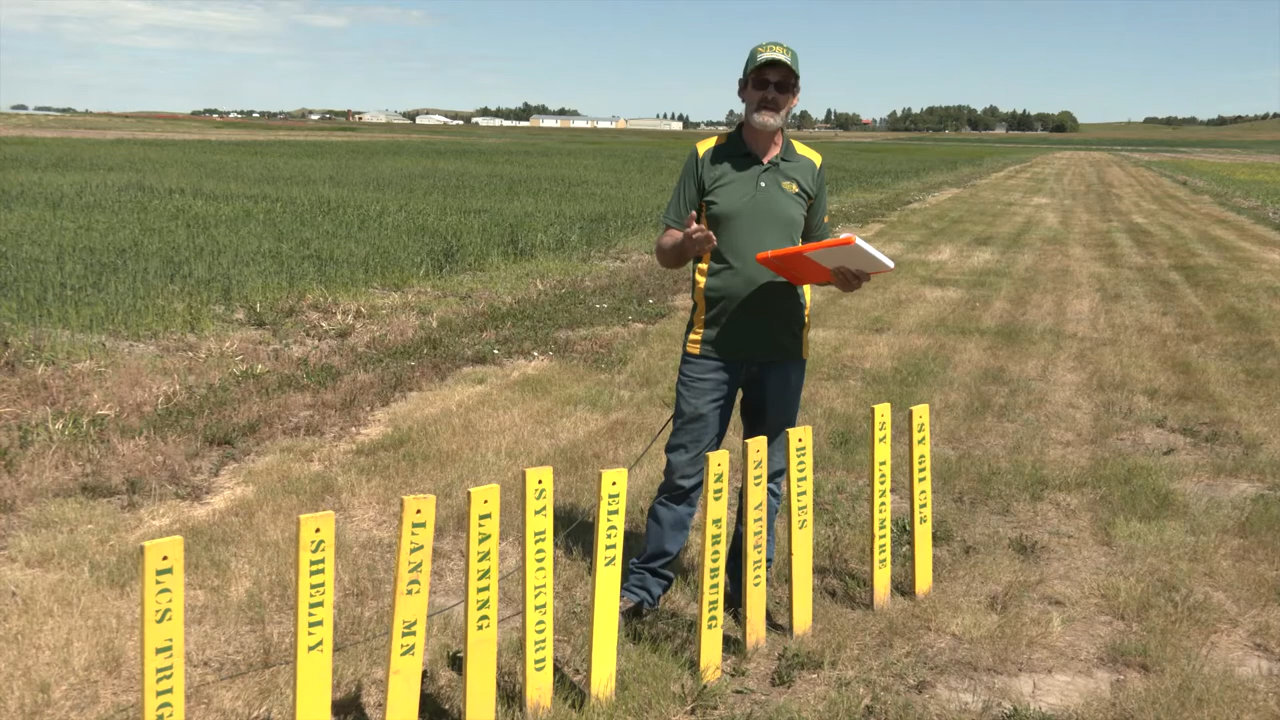 NDSU
LCS TRIG
SHELLY
LANG MN
LANNING
SY ROCKFORD
ELGIN
ND FROBURG
ND VITPRO
BOLLES
SY LONGMIRE
SY 611 CL2